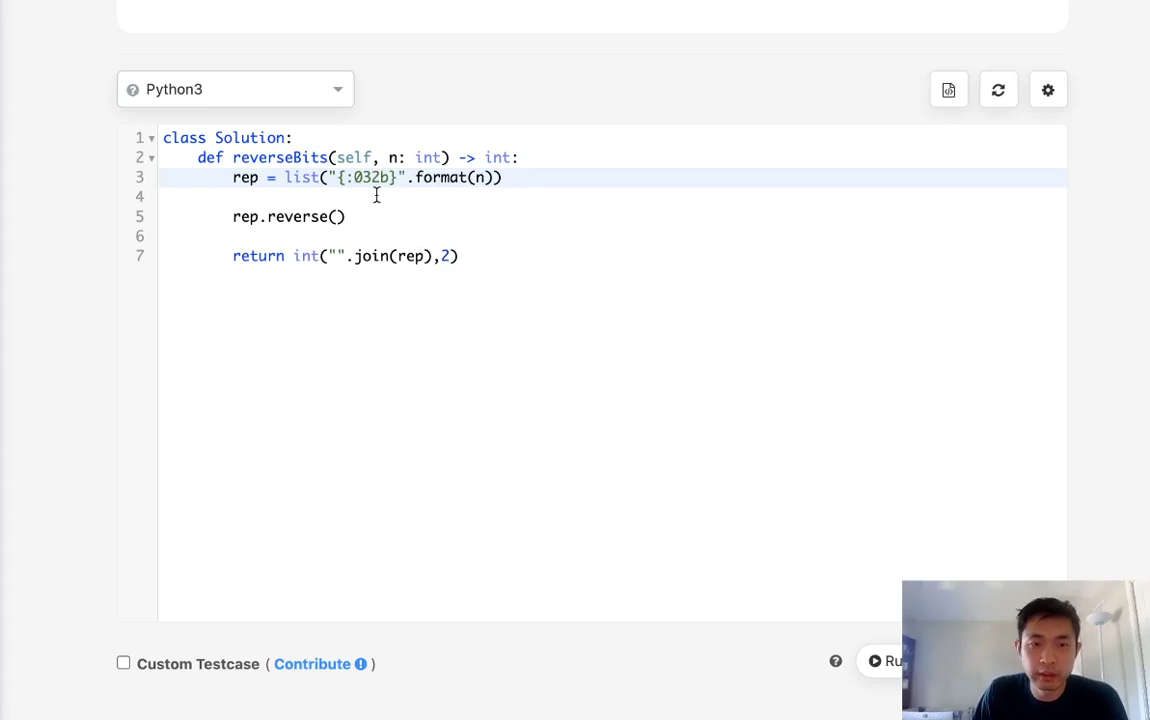 Python3
1 class Solution:
2 def reverseBits(self, n: int) -> int:
3 rep = list("{:032b}".format(n))
4
5 rep.reverse()
6
7 return int("".join(rep),2)
Custom Testcase ( Contribute )
Ru